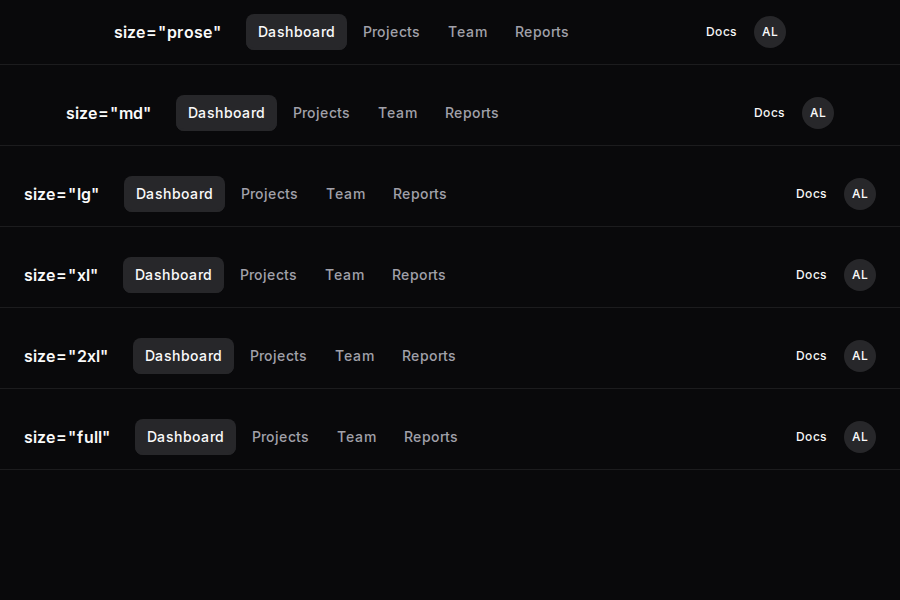 size="prose" Dashboard Projects Team Reports Docs AL
size="md" Dashboard Projects Team Reports Docs AL
size="lg" Dashboard Projects Team Reports Docs AL
size="xl" Dashboard Projects Team Reports Docs AL
size="2xl" Dashboard Projects Team Reports Docs AL
size="full" Dashboard Projects Team Reports Docs AL